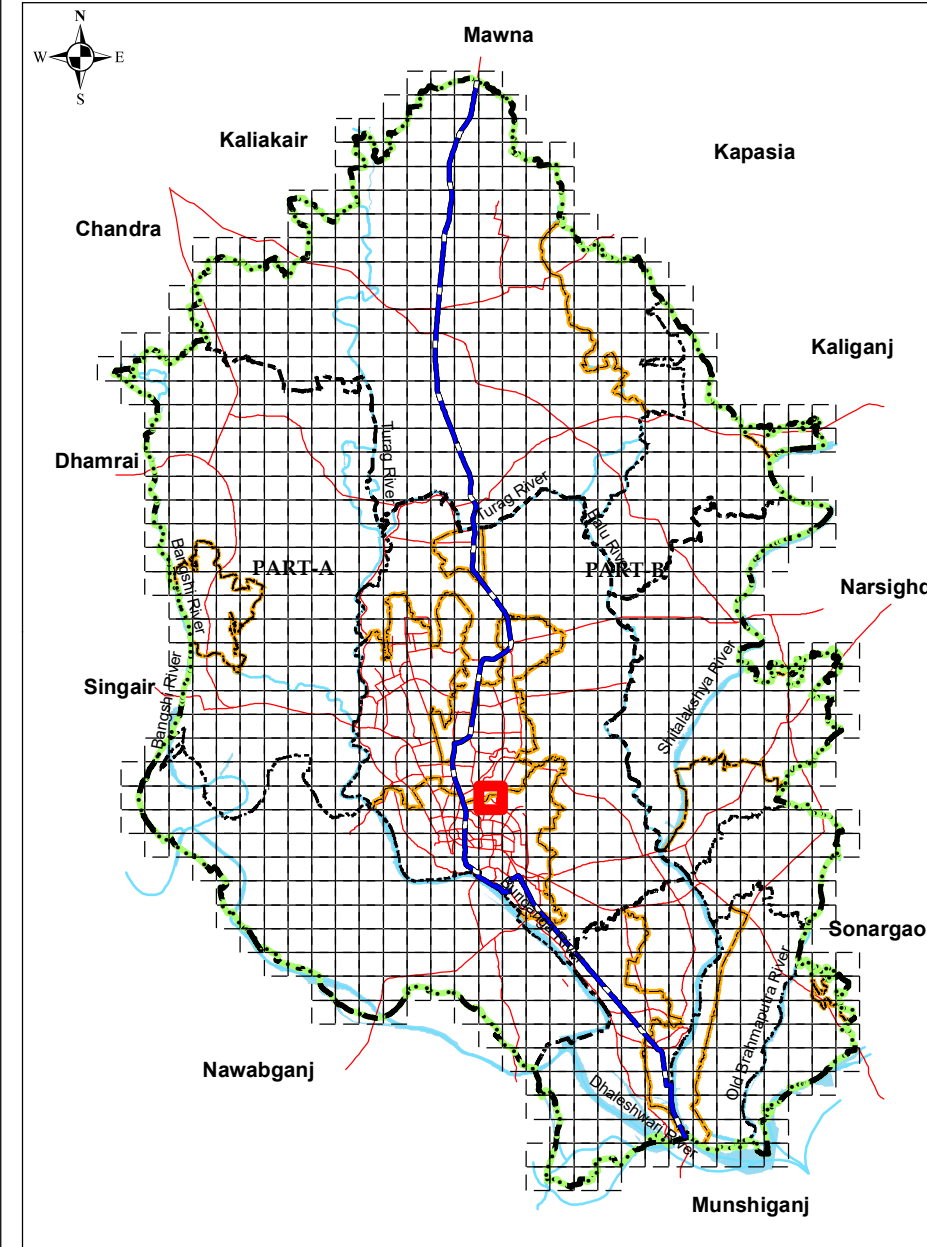 N
W
E
S
Mawna
Kaliakair
Kapasia
Chandra
Kaliganj
Dhamrai
Turag River
Turag River
Balu River
PART-A
PART-B
Bangshi River
Narsighd
Singair
Bangshi River
Shitalakshya River
Buriganga River
Sonargao
Old Brahmaputra River
Nawabganj
Dhaleshwari River
Munshiganj